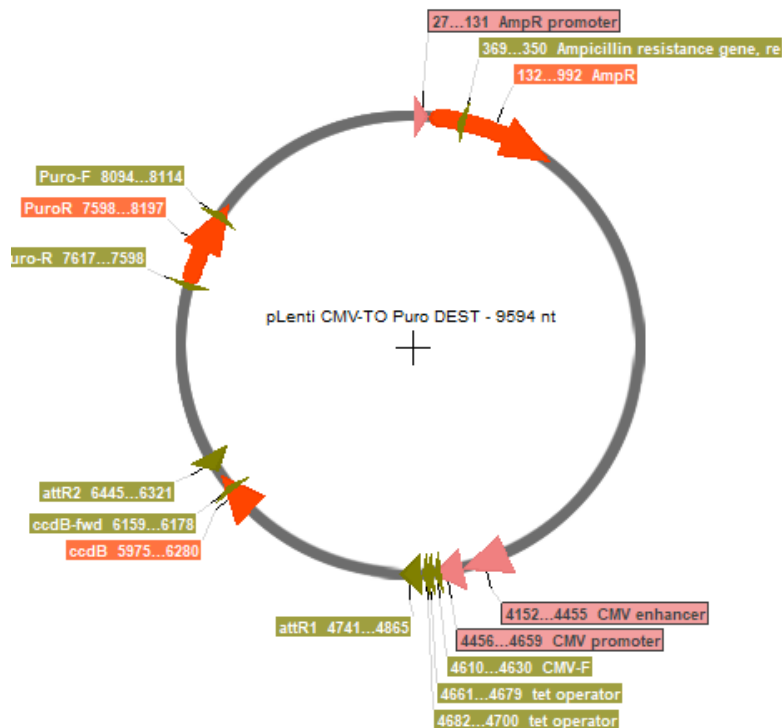 27...131 AmpR promoter
369...350 Ampicillin resistance gene, re
132...992 AmpR
Puro-F 8094...8114
PuroR 7598...8197
uro-R 7617...7598
pLenti CMV-TO Puro DEST - 9594 nt
attR2 6445...6321
ccdB-fwd 6159...6178
ccdB 5975...6280
attR1 4741...4865
4152...4455 CMV enhancer
4456...4659 CMV promoter
4610...4630 CMV-F
4661...4679 tet operator
4682...4700 tet operator